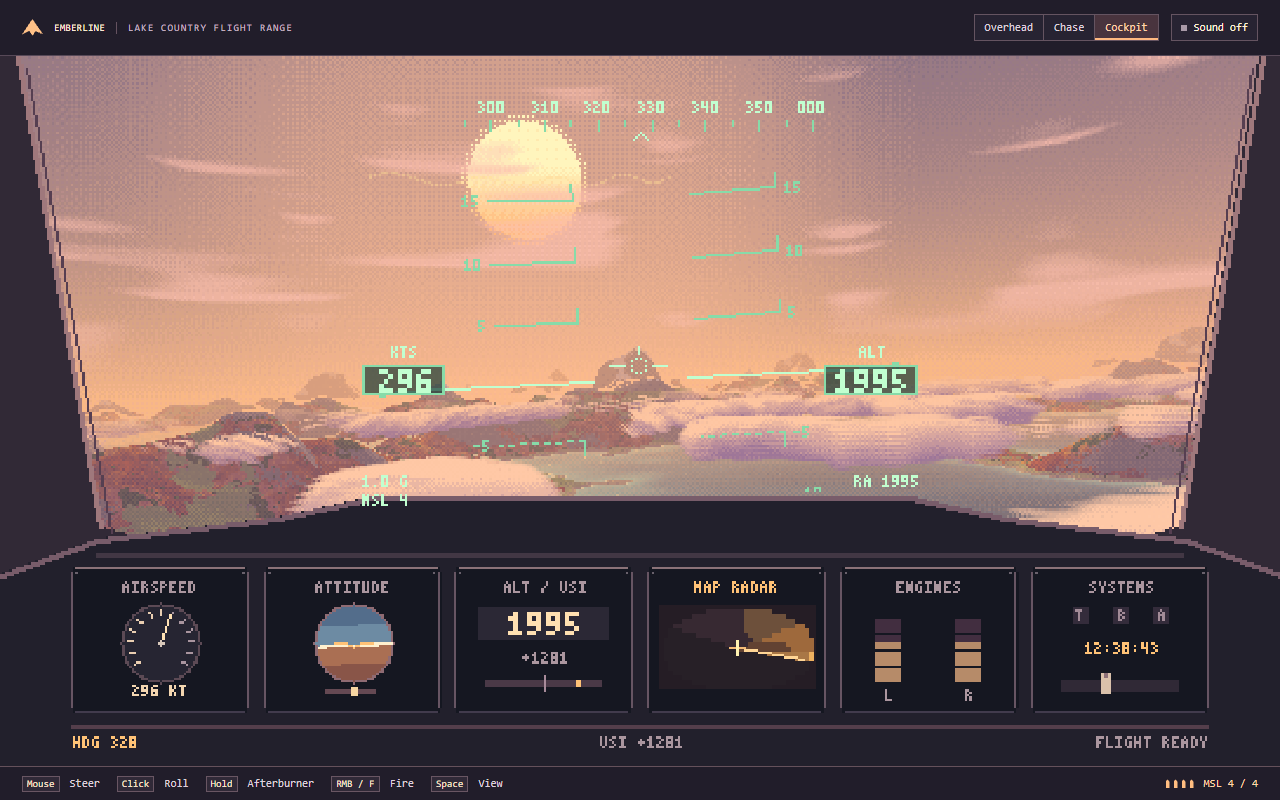 EMBERLINE LAKE COUNTRY FLIGHT RANGE Overhead Chase Cockpit Sound off
300 310 320 330 340 350 000
15 15
10 10
5 5
KTS ALT
296 1995
-5 -5
1.0 G RA 1995
MSL 4
AIRSPEED ATTITUDE ALT / VSI MAP RADAR ENGINES SYSTEMS
T B A
1995
12:38:43
+1281
296 KT L R
HDG 328 VSI +1281 FLIGHT READY
Mouse Steer Click Roll Hold Afterburner RMB / F Fire Space View MSL 4 / 4